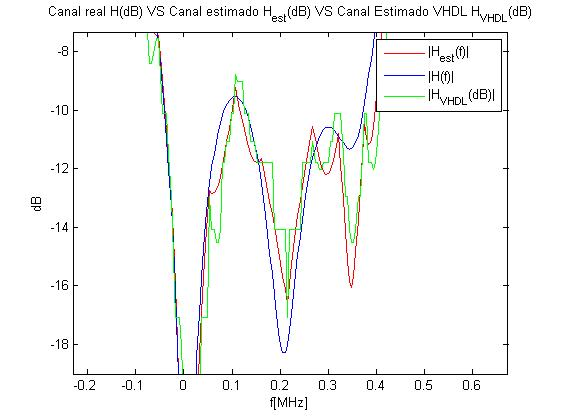 Canal real H(dB) VS Canal estimado H_est(dB) VS Canal Estimado VHDL H_VHDL(dB)
|H_est(f)|
|H(f)|
|H_VHDL(dB)|
-8
-10
-12
-14
-16
-18
dB
-0.2 -0.1 0 0.1 0.2 0.3 0.4 0.5 0.6
f[MHz]